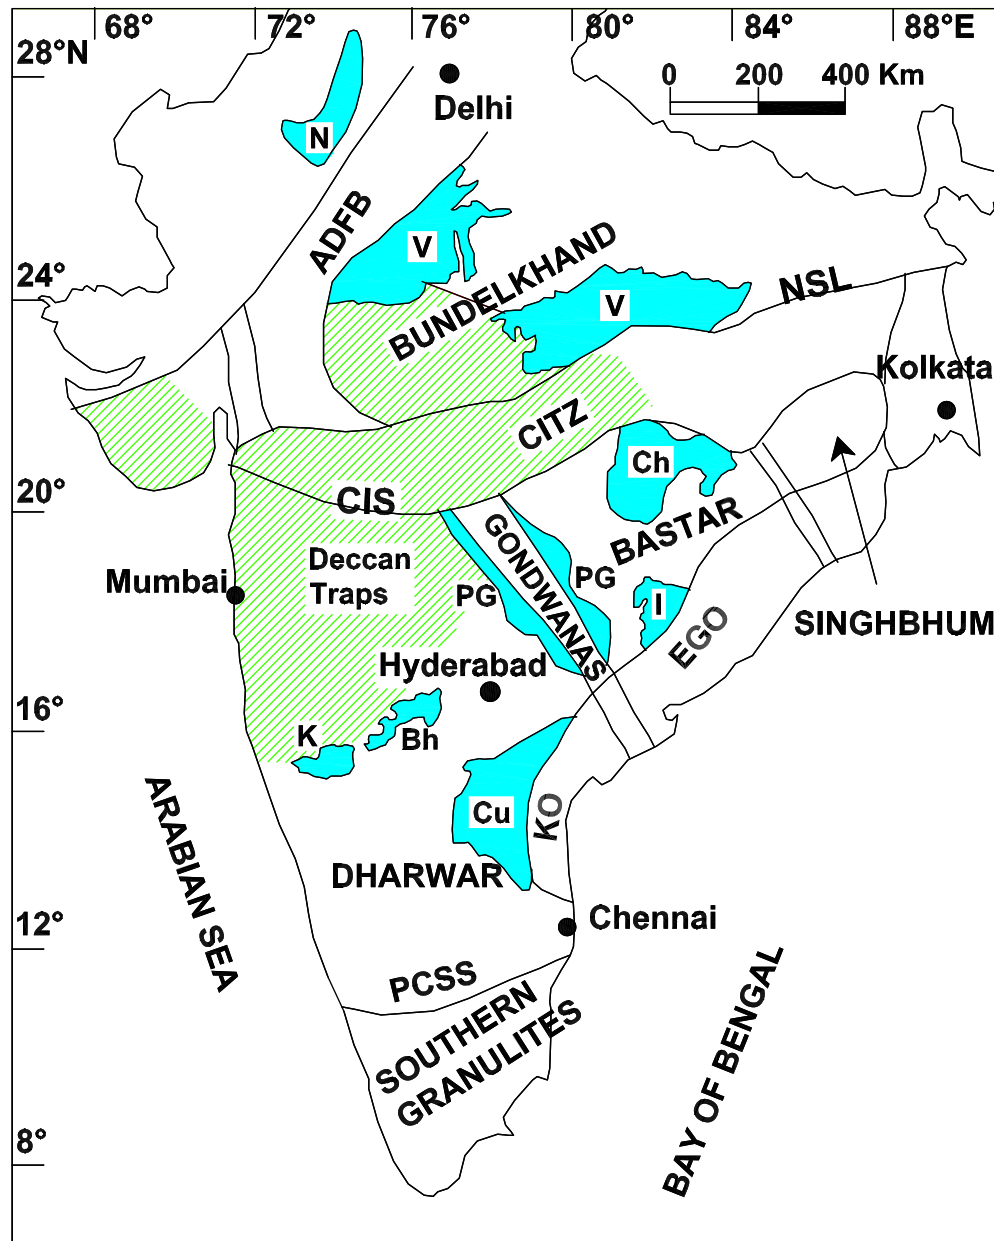 68°
72°
76°
80°
84°
88°E
28°N
0
200
400 Km
Delhi
N
ADFB
V
BUNDELKHAND
V
NSL
24°
Kolkata
CITZ
Ch
20°
CIS
GONDWANAS
BASTAR
Deccan
Traps
Mumbai
PG
PG
I
SINGHBHUM
EGO
Hyderabad
16°
K
Bh
Cu
KO
ARABIAN SEA
DHARWAR
12°
Chennai
PCSS
SOUTHERN
GRANULITES
BAY OF BENGAL
8°